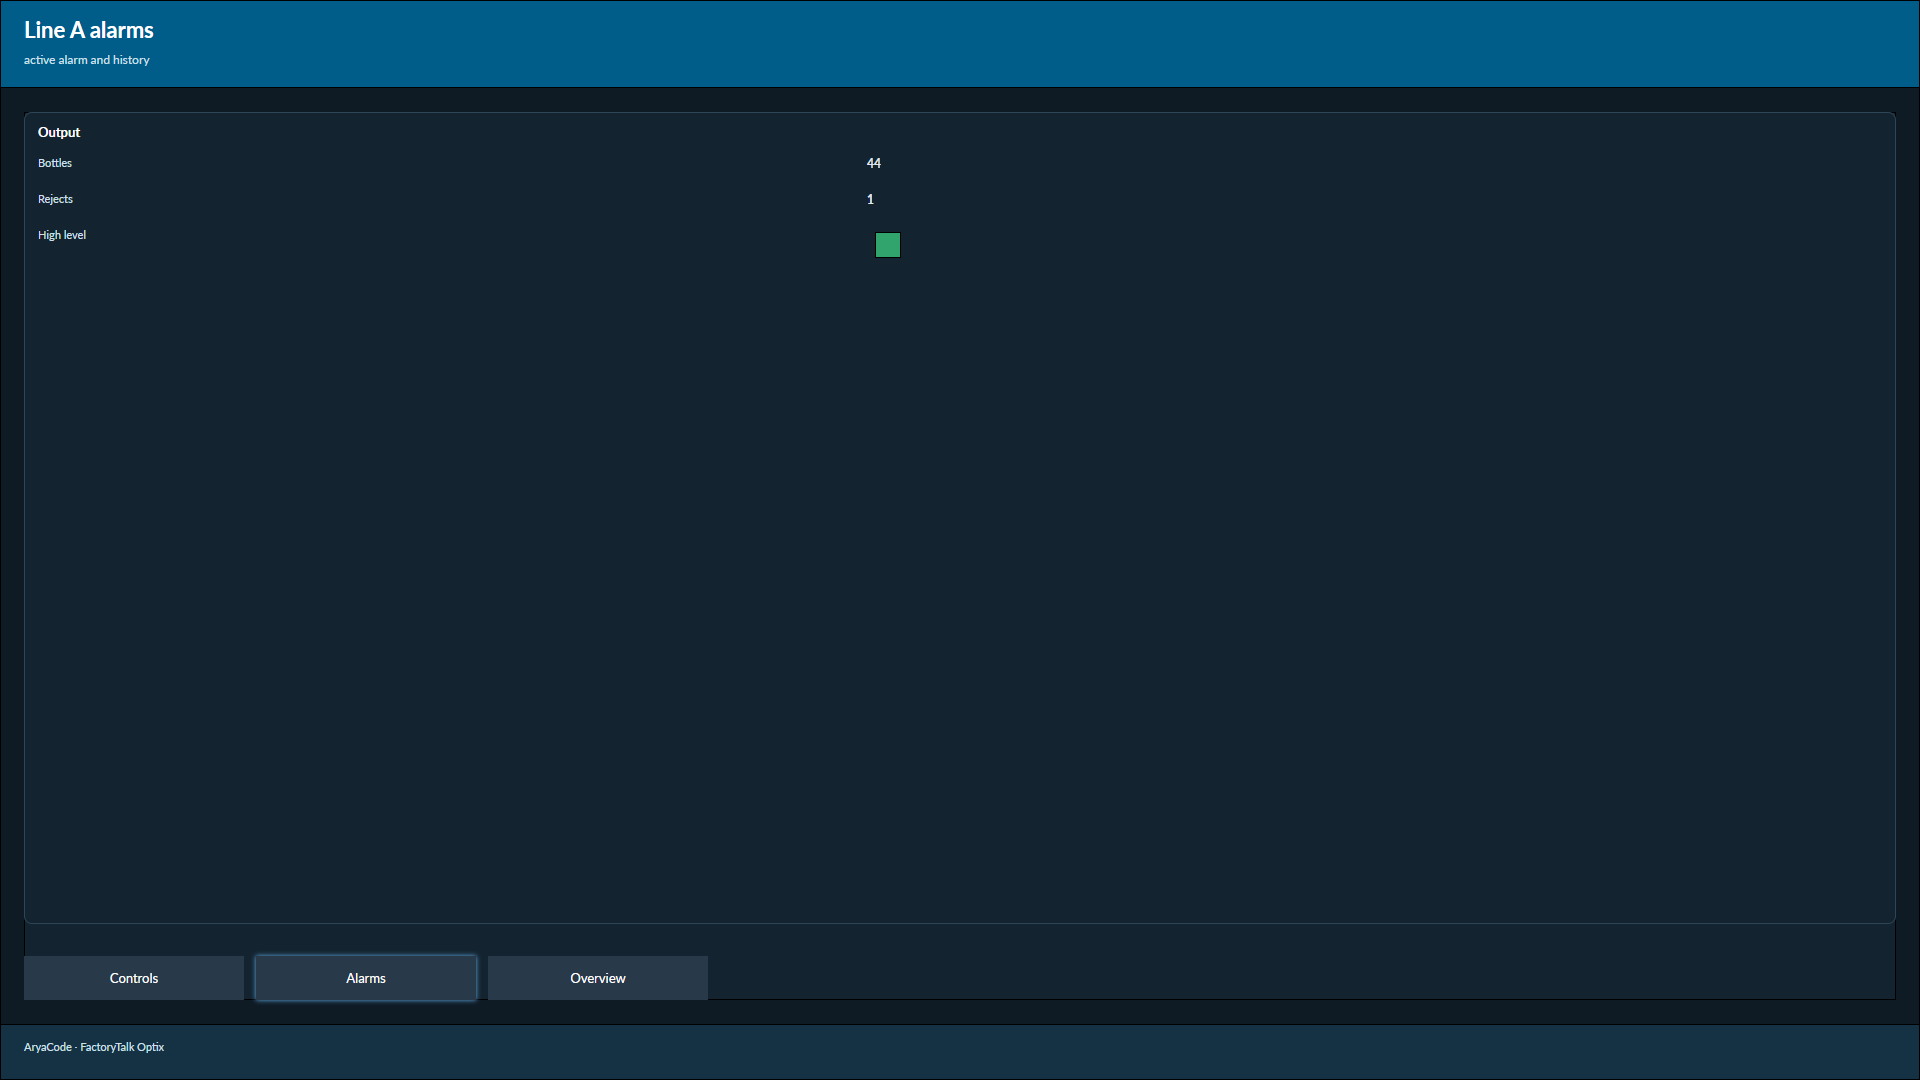 Line A alarms
active alarm and history
Output
Bottles 44
Rejects 1
High level
Controls Alarms Overview
AryaCode · FactoryTalk Optix